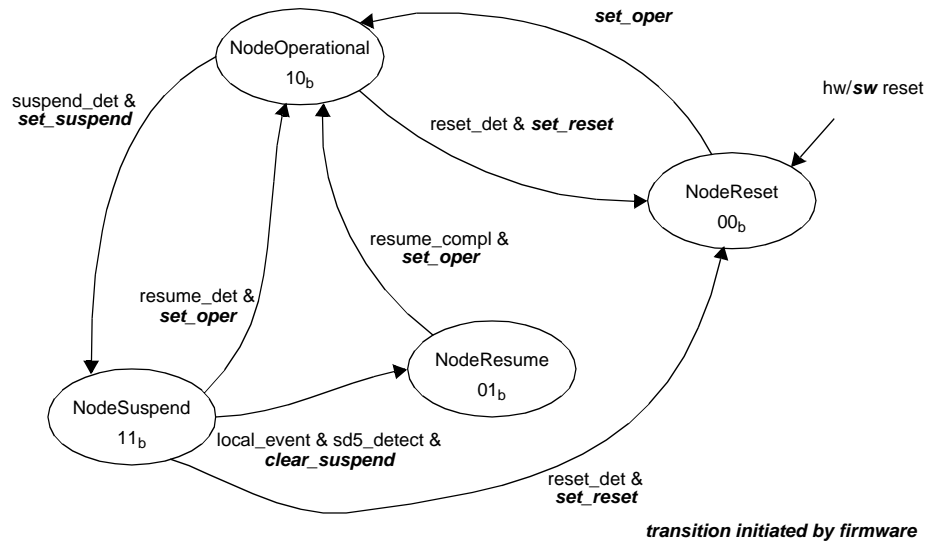 set_oper
NodeOperational
10b
hw/sw reset
suspend_det &
set_suspend
reset_det & set_reset
NodeReset
00b
resume_compl &
set_oper
resume_det &
set_oper
NodeResume
01b
NodeSuspend
11b
local_event & sd5_detect &
clear_suspend
reset_det &
set_reset
transition initiated by firmware